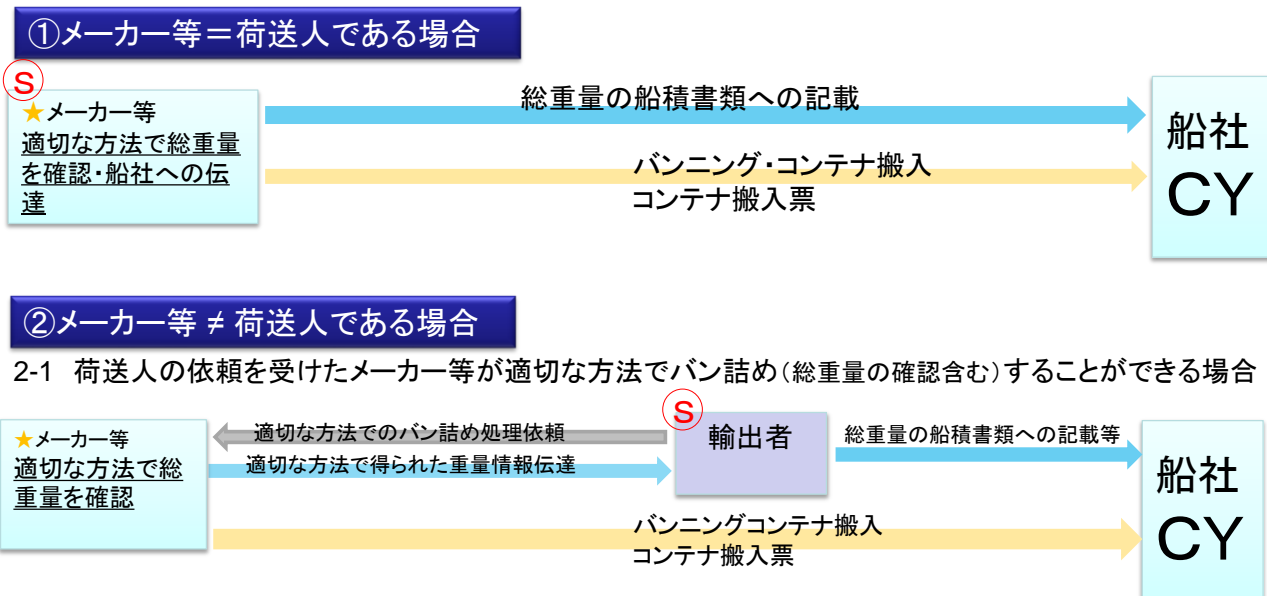 ①メーカー等＝荷送人である場合
S
★メーカー等
適切な方法で総重量
を確認・船社への伝
達
総重量の船積書類への記載
バンニング・コンテナ搬入
コンテナ搬入票
船社
CY
②メーカー等 ≠ 荷送人である場合
2-1 荷送人の依頼を受けたメーカー等が適切な方法でバン詰め（総重量の確認含む）することができる場合
★メーカー等
適切な方法で総
重量を確認
適切な方法でのバン詰め処理依頼
適切な方法で得られた重量情報伝達
S
輸出者
総重量の船積書類への記載等
バンニングコンテナ搬入
コンテナ搬入票
船社
CY